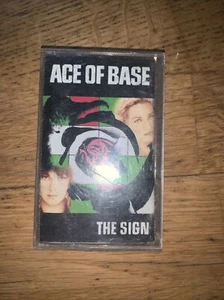 ACE OF BASE
THE SIGN